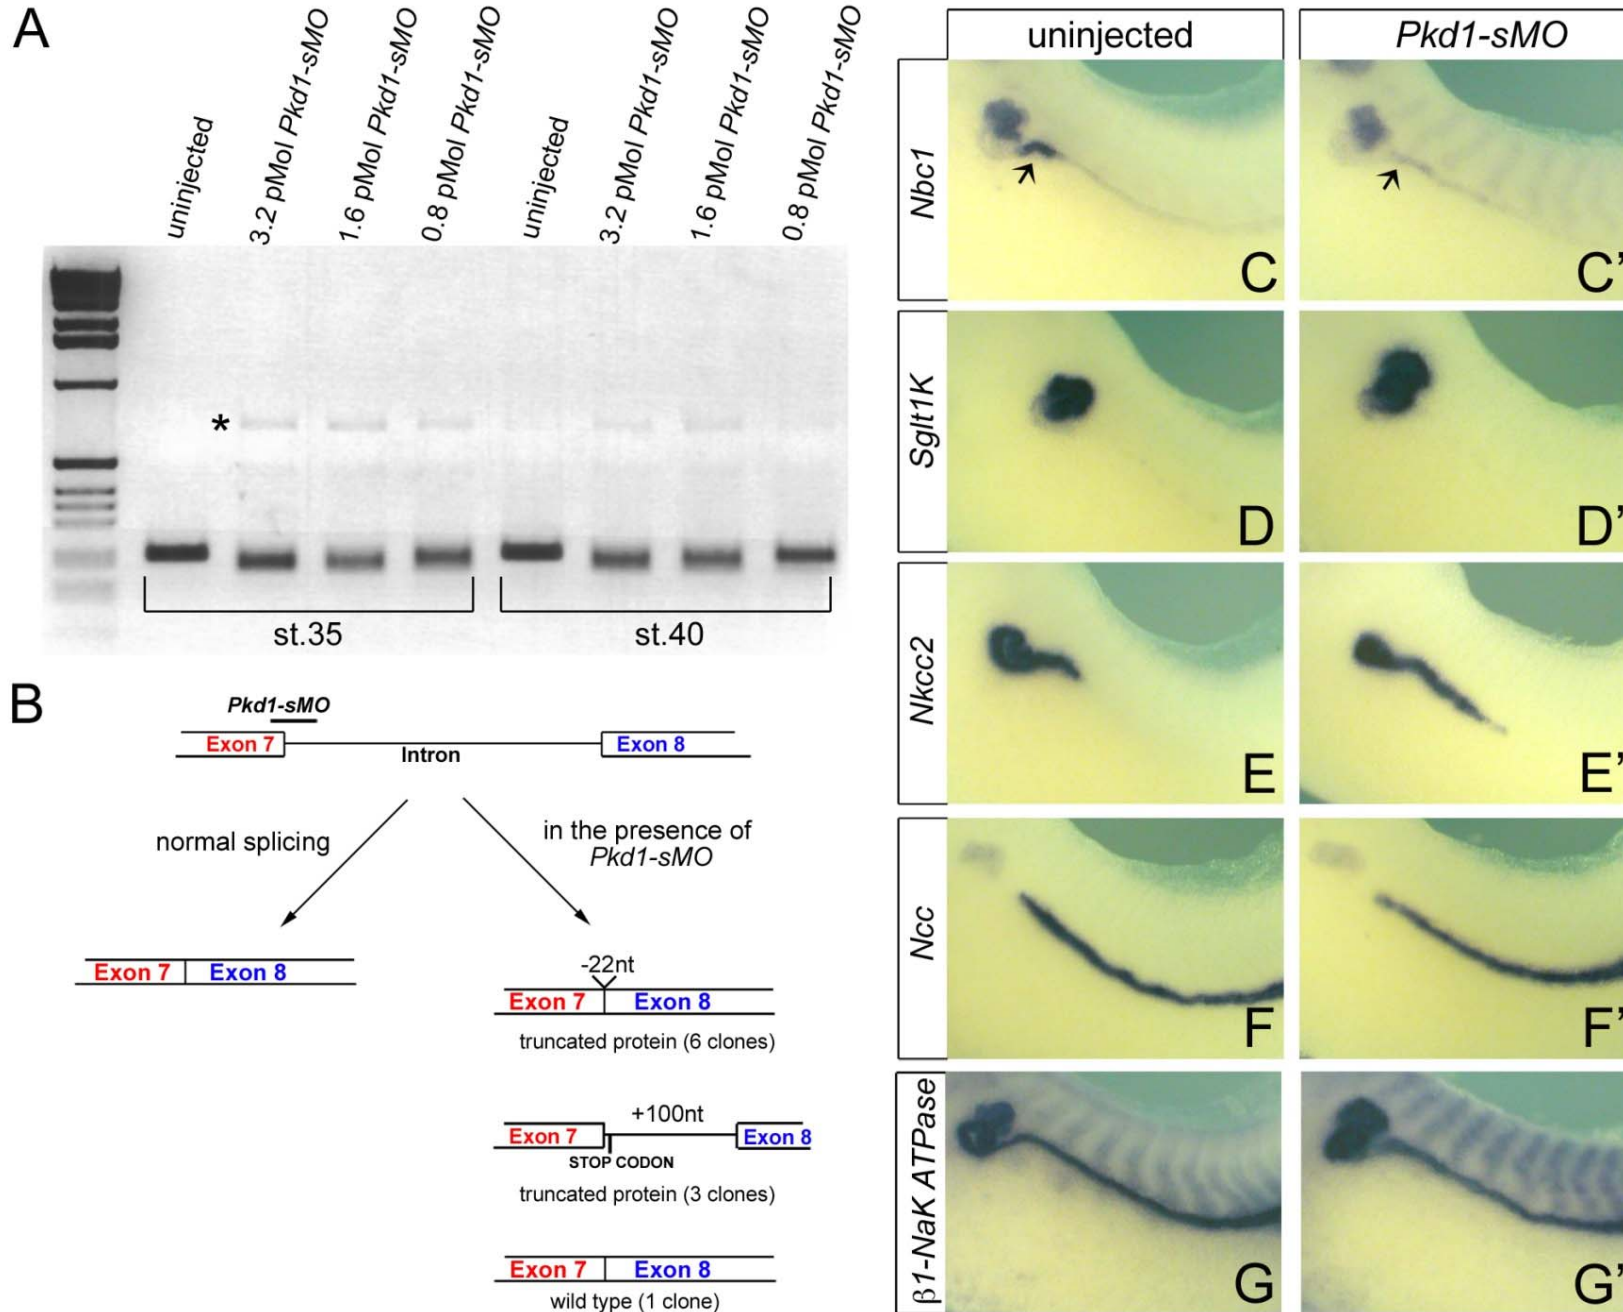 A
uninjected
3.2 pMol Pkd1-sMO
1.6 pMol Pkd1-sMO
0.8 pMol Pkd1-sMO
uninjected
3.2 pMol Pkd1-sMO
1.6 pMol Pkd1-sMO
0.8 pMol Pkd1-sMO
*
st.35
st.40
B
Pkd1-sMO
Exon 7
Intron
Exon 8
normal splicing
in the presence of
Pkd1-sMO
Exon 7
Exon 8
-22nt
Exon 7
Exon 8
truncated protein (6 clones)
+100nt
Exon 7
Exon 8
STOP CODON
truncated protein (3 clones)
Exon 7
Exon 8
wild type (1 clone)
uninjected
Pkd1-sMO
Nbc1
C
C'
Sglt1K
D
D'
Nkcc2
E
E'
Ncc
F
F'
β1-NaK ATPase
G
G'